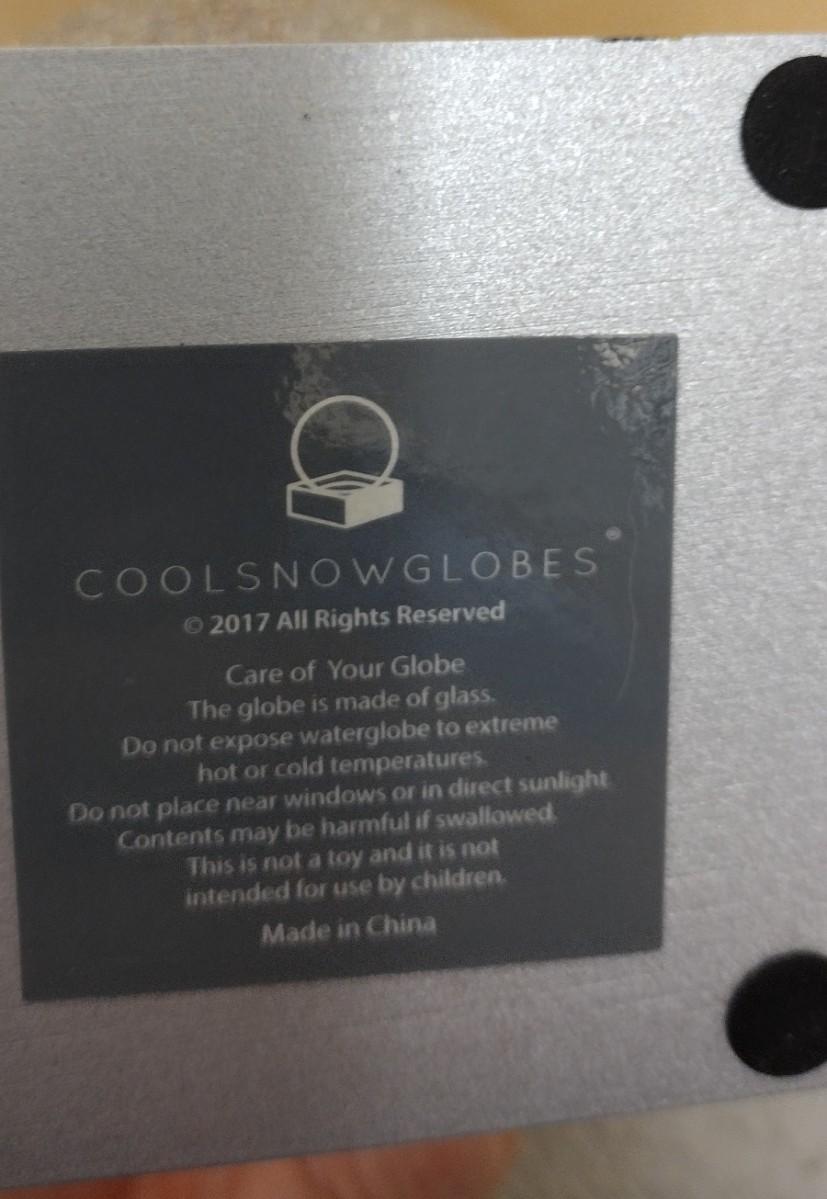 COOLSNOWGLOBES®
© 2017 All Rights Reserved
Care of Your Globe
The globe is made of glass.
Do not expose waterglobe to extreme
hot or cold temperatures.
Do not place near windows or in direct sunlight
Contents may be harmful if swallowed.
This is not a toy and it is not
intended for use by children.
Made in China